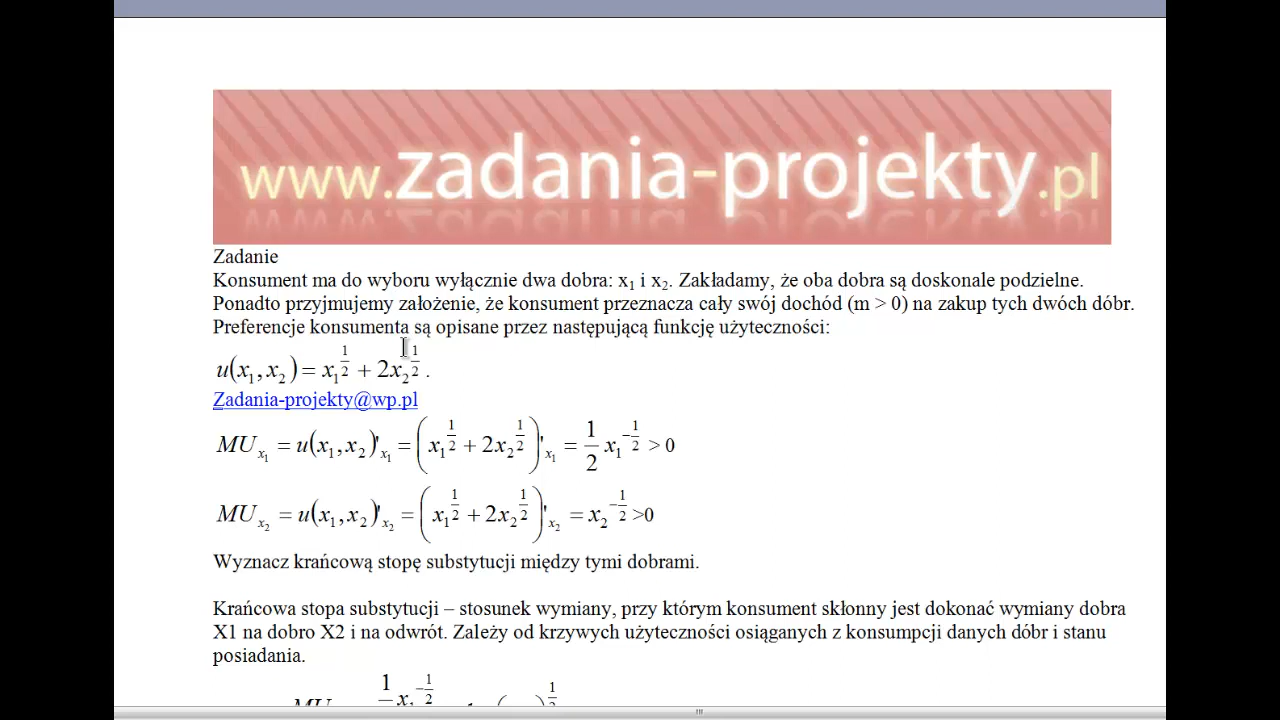 www.zadania-projekty.pl
Zadanie
Konsument ma do wyboru wyłącznie dwa dobra: x₁ i x₂. Zakładamy, że oba dobra są doskonale podzielne.
Ponadto przyjmujemy założenie, że konsument przeznacza cały swój dochód (m > 0) na zakup tych dwóch dóbr.
Preferencje konsumenta są opisane przez następującą funkcję użyteczności:
u(x₁, x₂) = x₁^(1/2) + 2x₂^(1/2) .
Zadania-projekty@wp.pl
MU_x₁ = u(x₁, x₂)'_x₁ = (x₁^(1/2) + 2x₂^(1/2))'_x₁ = 1/2 x₁^(-1/2) > 0
MU_x₂ = u(x₁, x₂)'_x₂ = (x₁^(1/2) + 2x₂^(1/2))'_x₂ = x₂^(-1/2) >0
Wyznacz krańcową stopę substytucji między tymi dobrami.
Krańcowa stopa substytucji – stosunek wymiany, przy którym konsument skłonny jest dokonać wymiany dobra
X1 na dobro X2 i na odwrót. Zależy od krzywych użyteczności osiąganych z konsumpcji danych dóbr i stanu
posiadania.